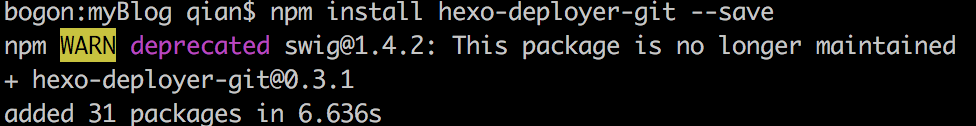 bogon:myBlog qian$ npm install hexo-deployer-git --save
npm WARN deprecated swig@1.4.2: This package is no longer maintained
+ hexo-deployer-git@0.3.1
added 31 packages in 6.636s